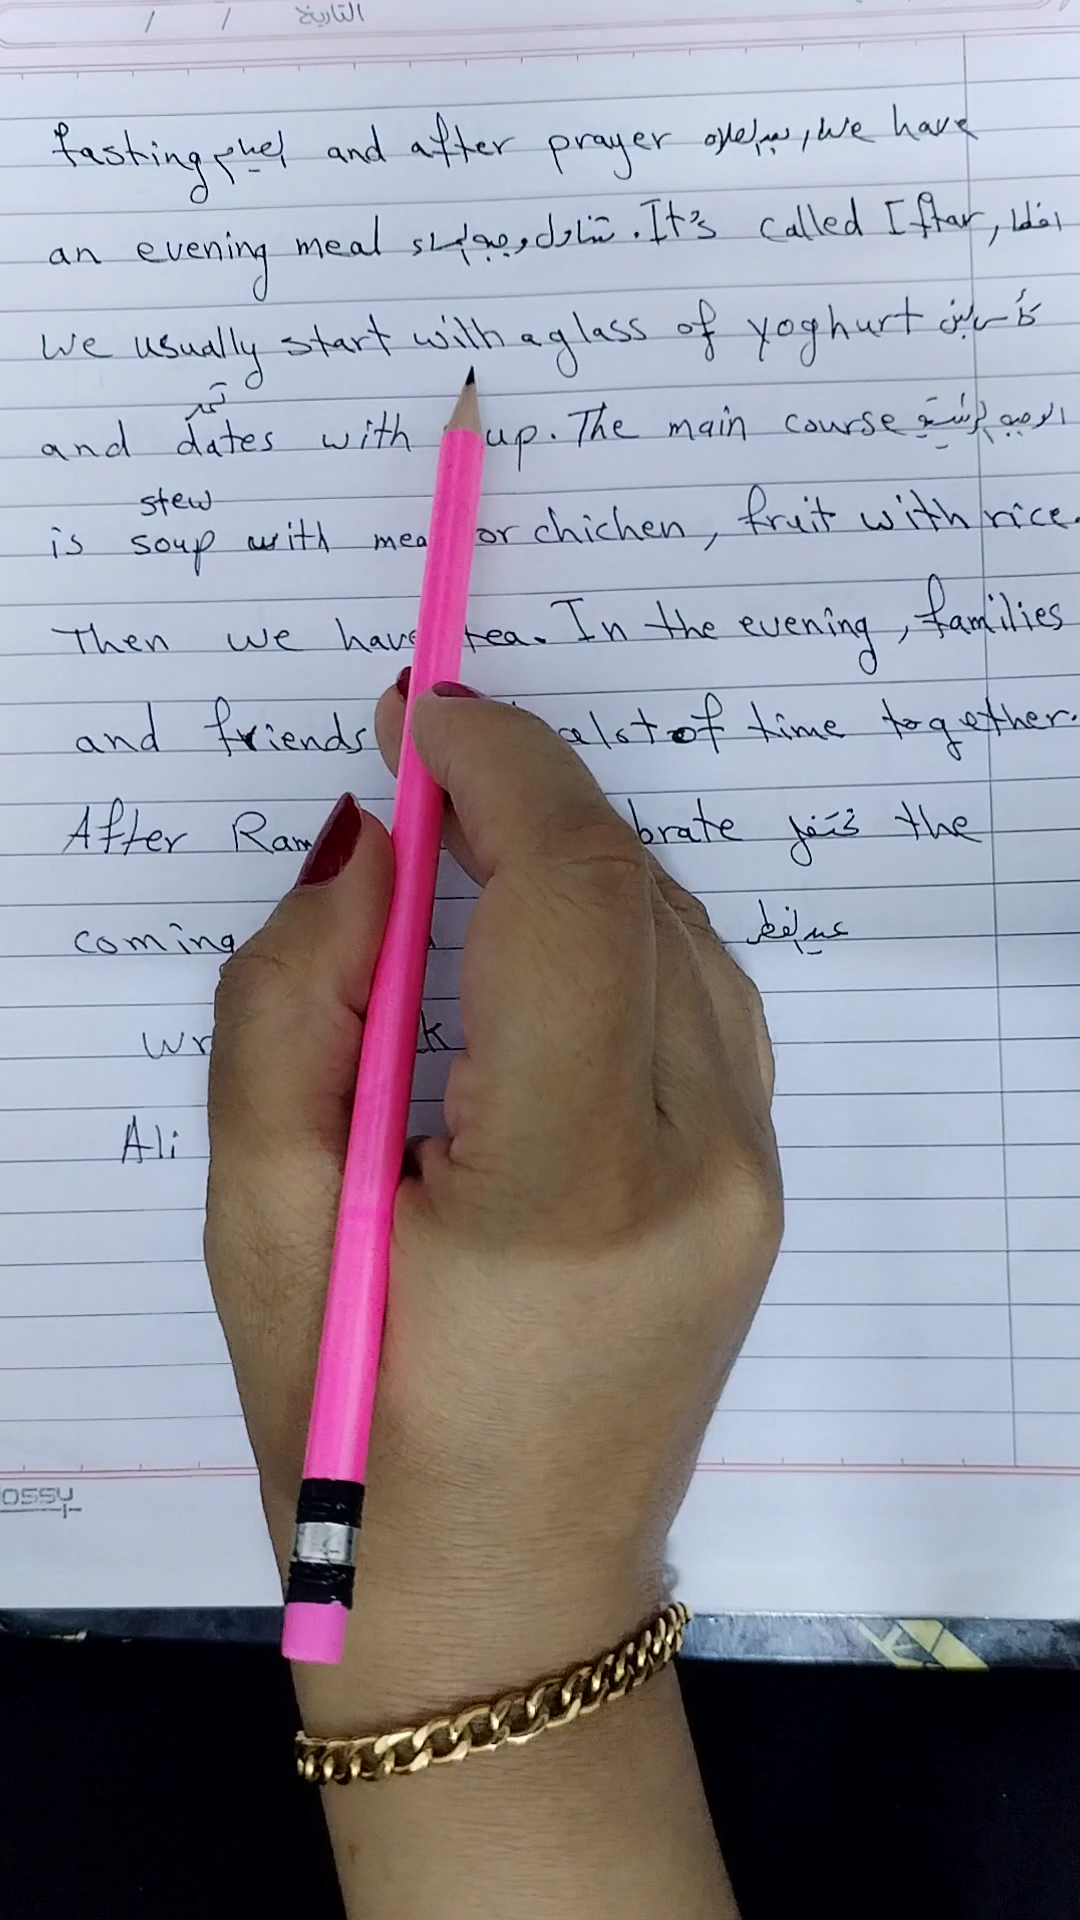 التاريخ / /
fasting الصيام and after prayer بعد الصلاة, we have
an evening meal نتناول وجبة المساء. It's called Iftar, افطار
We usually start with a glass of yoghurt كأس لبن
تمر
and dates with up. The main course الوجبة الرئيسية
stew
is soup with mea or chichen, fruit with rice.
Then we have tea. In the evening, families
and friends a lot of time together.
After Ram brate نحتفل the
coming عيد الفطر
Wr k
Ali
ossy